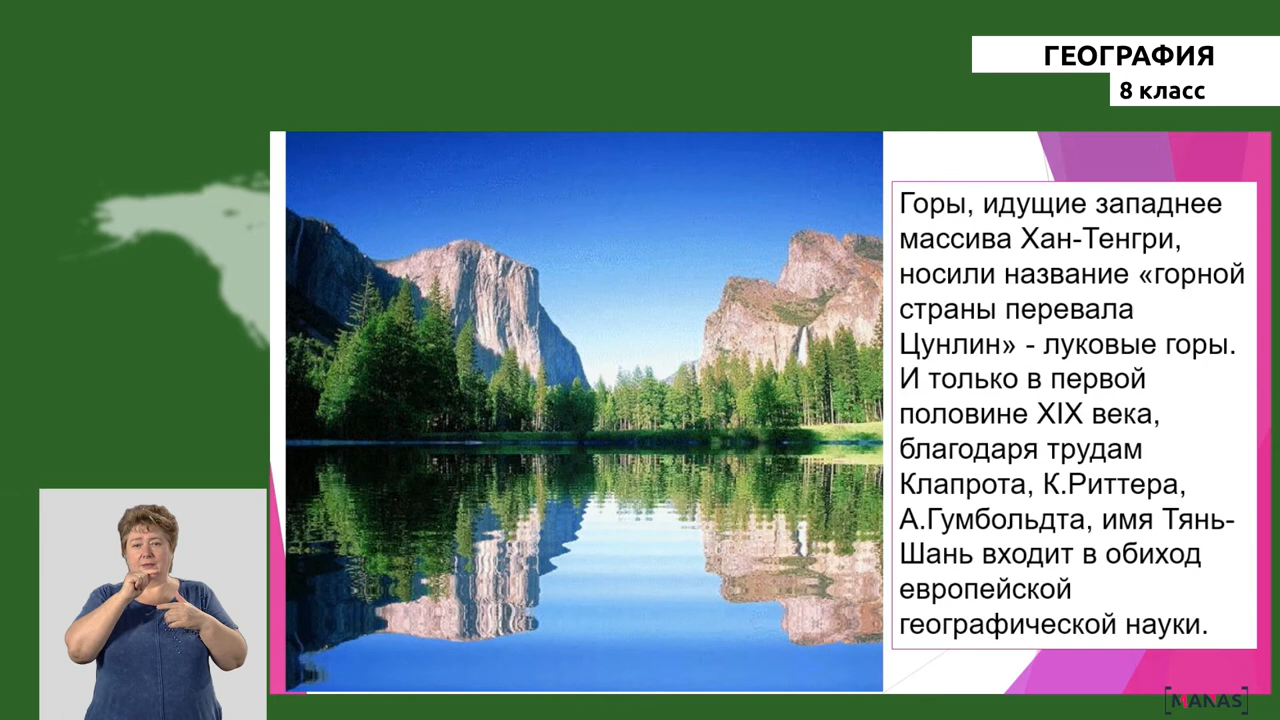 ГЕОГРАФИЯ
8 класс
Горы, идущие западнее
массива Хан-Тенгри,
носили название «горной
страны перевала
Цунлин» - луковые горы.
И только в первой
половине XIX века,
благодаря трудам
Клапрота, К.Риттера,
А.Гумбольдта, имя Тянь-
Шань входит в обиход
европейской
географической науки.
[MANAS]